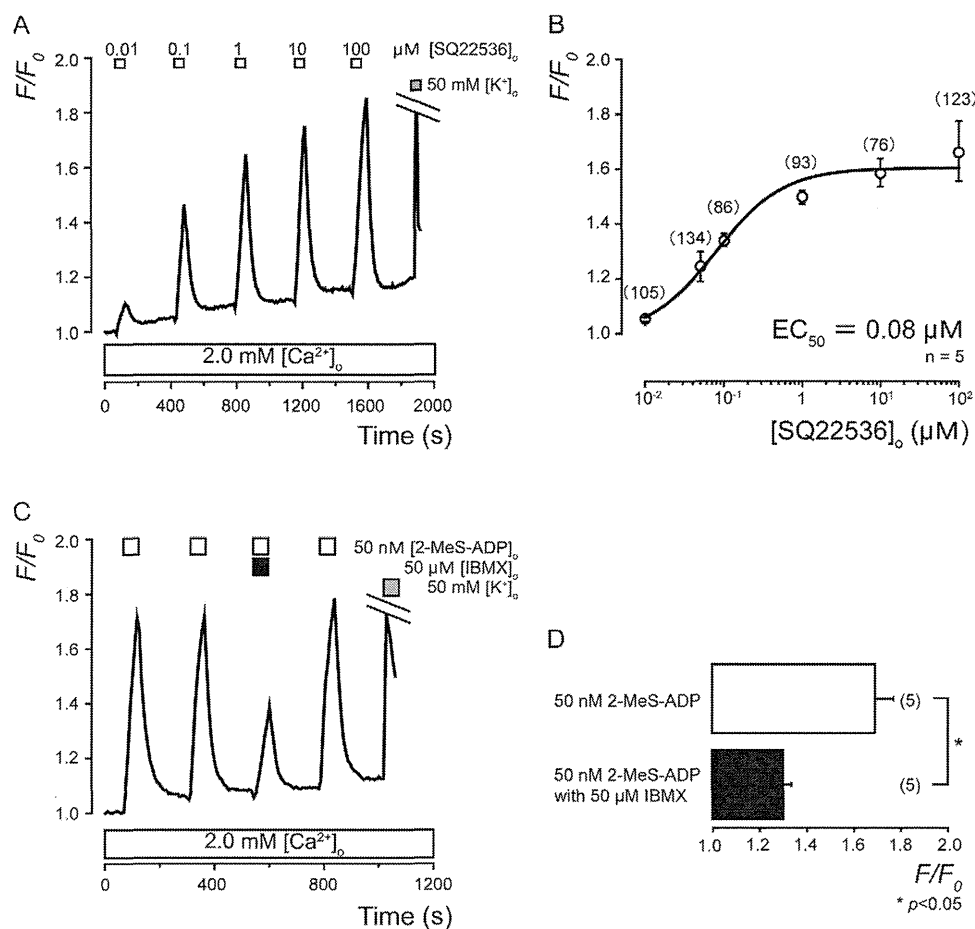 A
0.01 0.1 1 10 100 µM [SQ22536]o
50 mM [K+]o
F/F0
2.0
1.8
1.6
1.4
1.2
1.0
2.0 mM [Ca2+]o
0 400 800 1200 1600 2000
Time (s)
B
F/F0
2.0
1.8
1.6
1.4
1.2
1.0
(105)
(134)
(86)
(93)
(76)
(123)
EC50 = 0.08 µM
n = 5
10-2 10-1 100 101 102
[SQ22536]o (µM)
C
50 nM [2-MeS-ADP]o
50 µM [IBMX]o
50 mM [K+]o
F/F0
2.0
1.8
1.6
1.4
1.2
1.0
2.0 mM [Ca2+]o
0 400 800 1200
Time (s)
D
50 nM 2-MeS-ADP
(5)
*
50 nM 2-MeS-ADP
with 50 µM IBMX
(5)
1.0 1.2 1.4 1.6 1.8 2.0
F/F0
* p<0.05